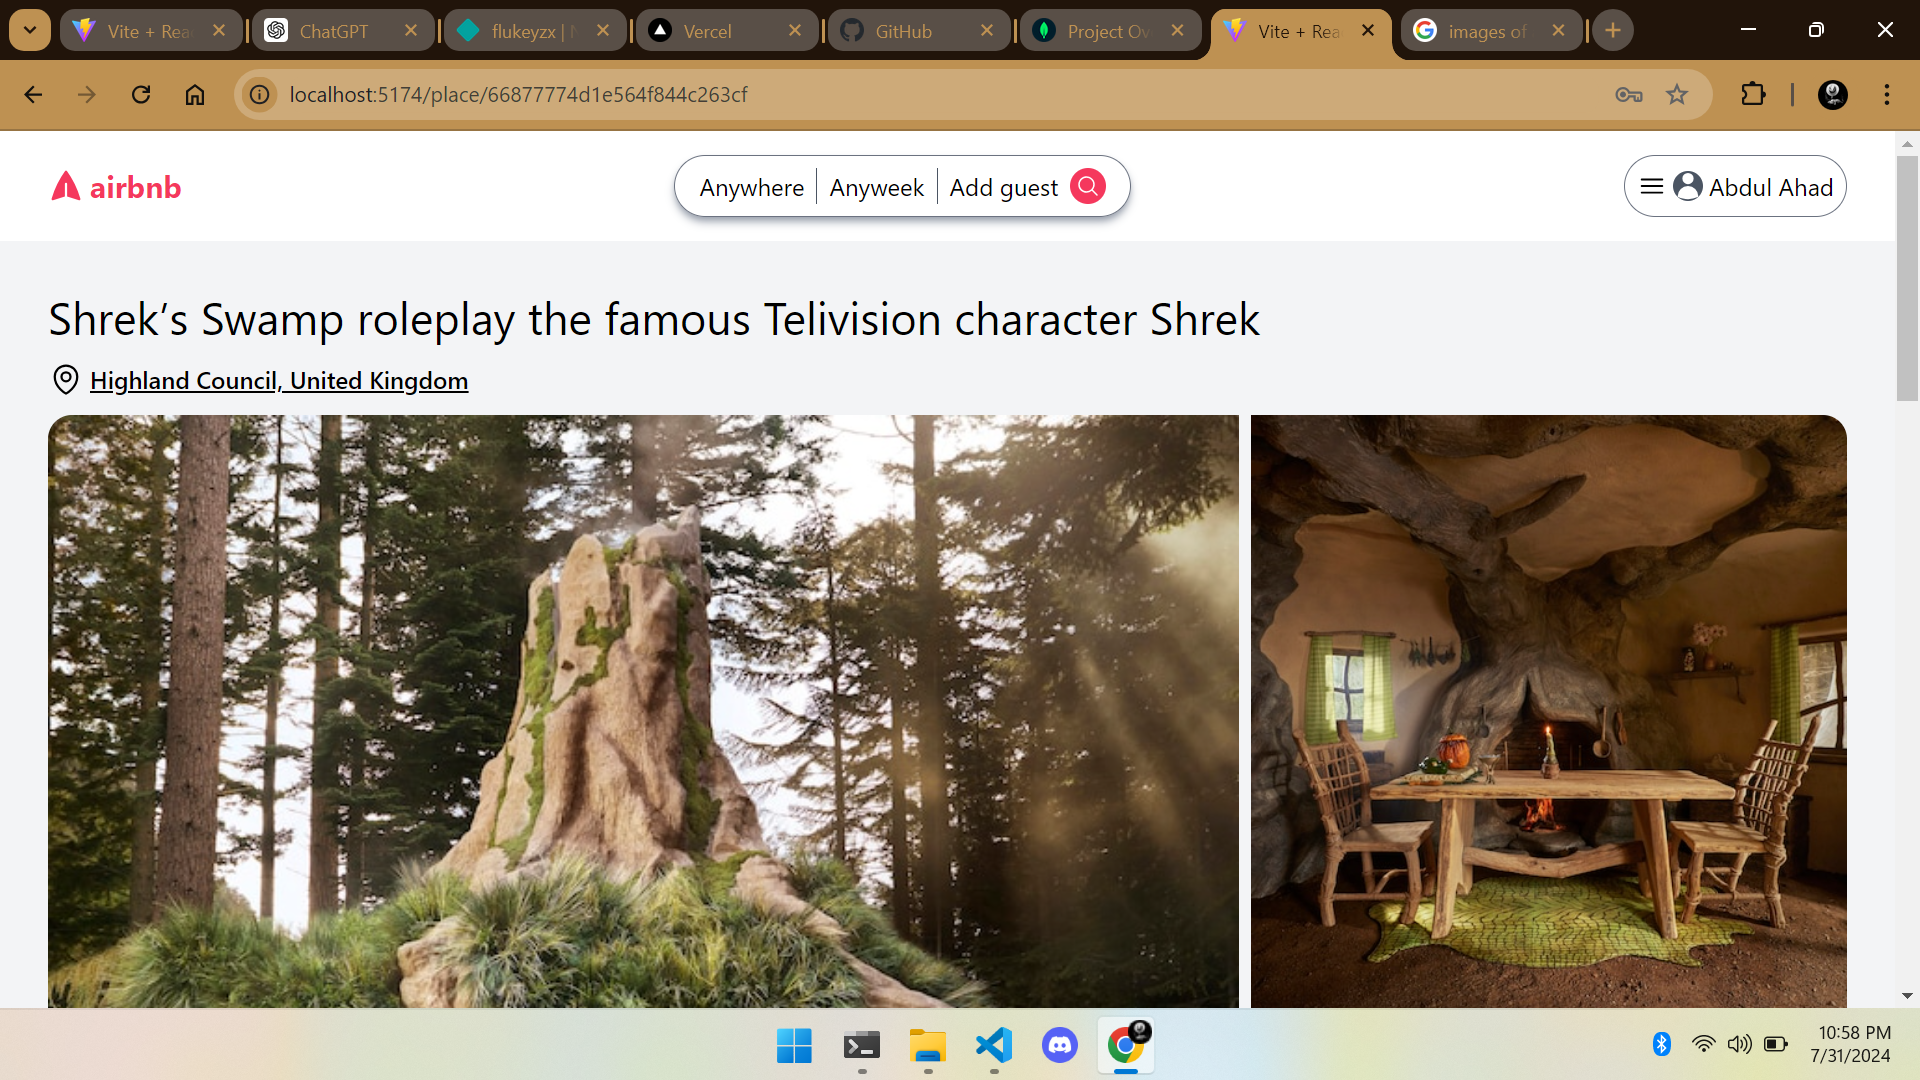 Vite + Rea
ChatGPT
flukeyzx | N
Vercel
GitHub
Project Ov
Vite + Rea
images of
localhost:5174/place/66877774d1e564f844c263cf
airbnb
Anywhere
Anyweek
Add guest
Abdul Ahad
Shrek’s Swamp roleplay the famous Telivision character Shrek
Highland Council, United Kingdom
10:58 PM
7/31/2024